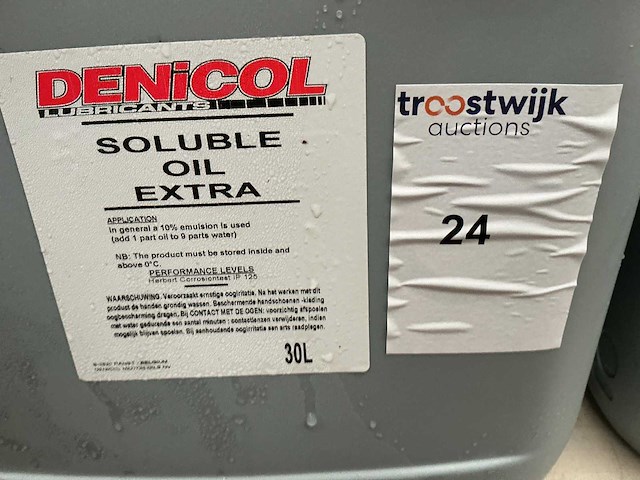 DENiCOL
LUBRICANTS
SOLUBLE
OIL
EXTRA
APPLICATION
In general a 10% emulsion is used
(add 1 part oil to 9 parts water)
NB: The product must be stored inside and
above 0°C.
PERFORMANCE LEVELS
Herbert Corrosiontest IP 125
WAARSCHUWING. Veroorzaakt ernstige oogirritatie. Na het werken met dit
product de handen grondig wassen. Beschermende handschoenen -kleding
oogbescherming dragen. Bij CONTACT MET DE OGEN: voorzichtig afspoelen
met water gedurende een aantal minuten : contactlenzen verwijderen, indien
mogelijk blijven spoelen. Bij aanhoudende oogirritatie een arts raadplegen.
BELGIUM
30L
troostwijk
auctions
24